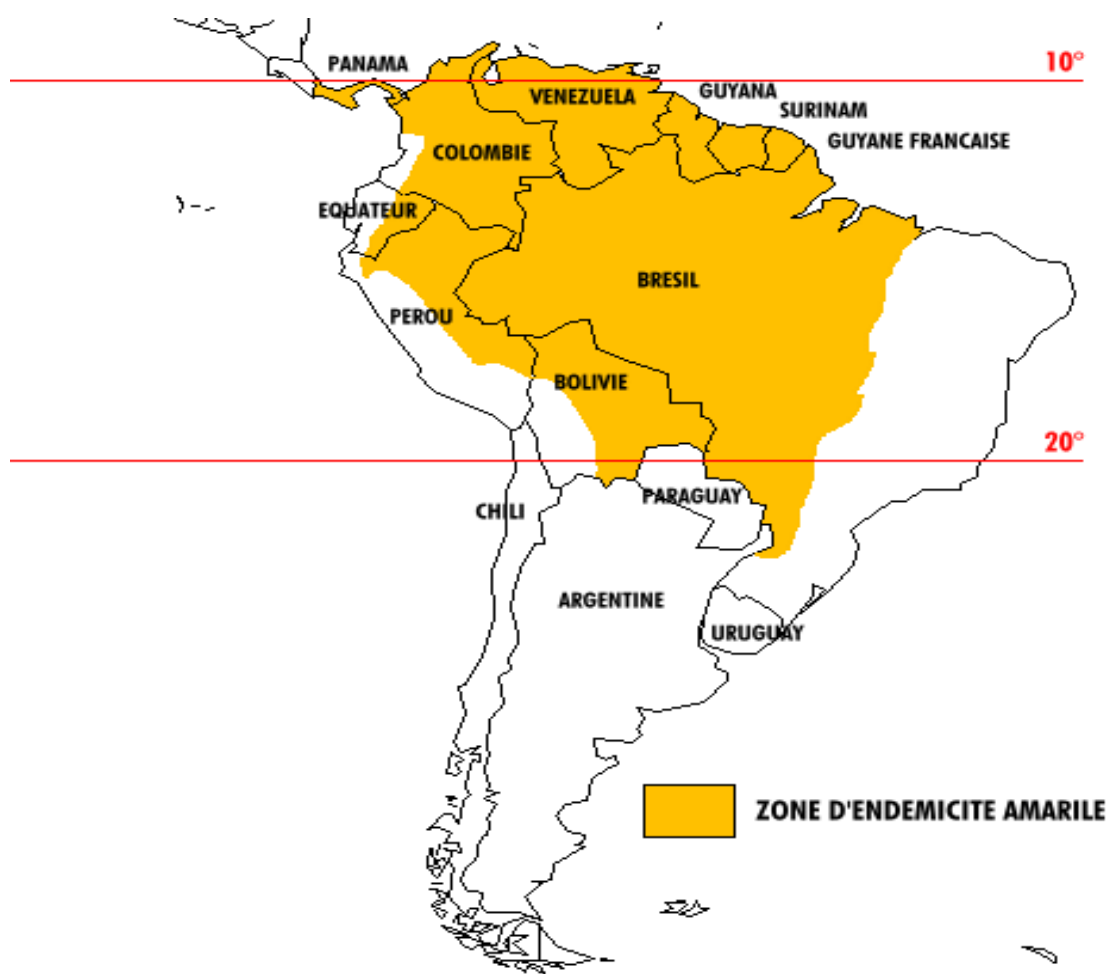 PANAMA
10°
GUYANA
VENEZUELA
SURINAM
GUYANE FRANCAISE
COLOMBIE
EQUATEUR
BRESIL
PEROU
BOLIVIE
20°
PARAGUAY
CHILI
ARGENTINE
URUGUAY
ZONE D'ENDEMICITE AMARILE